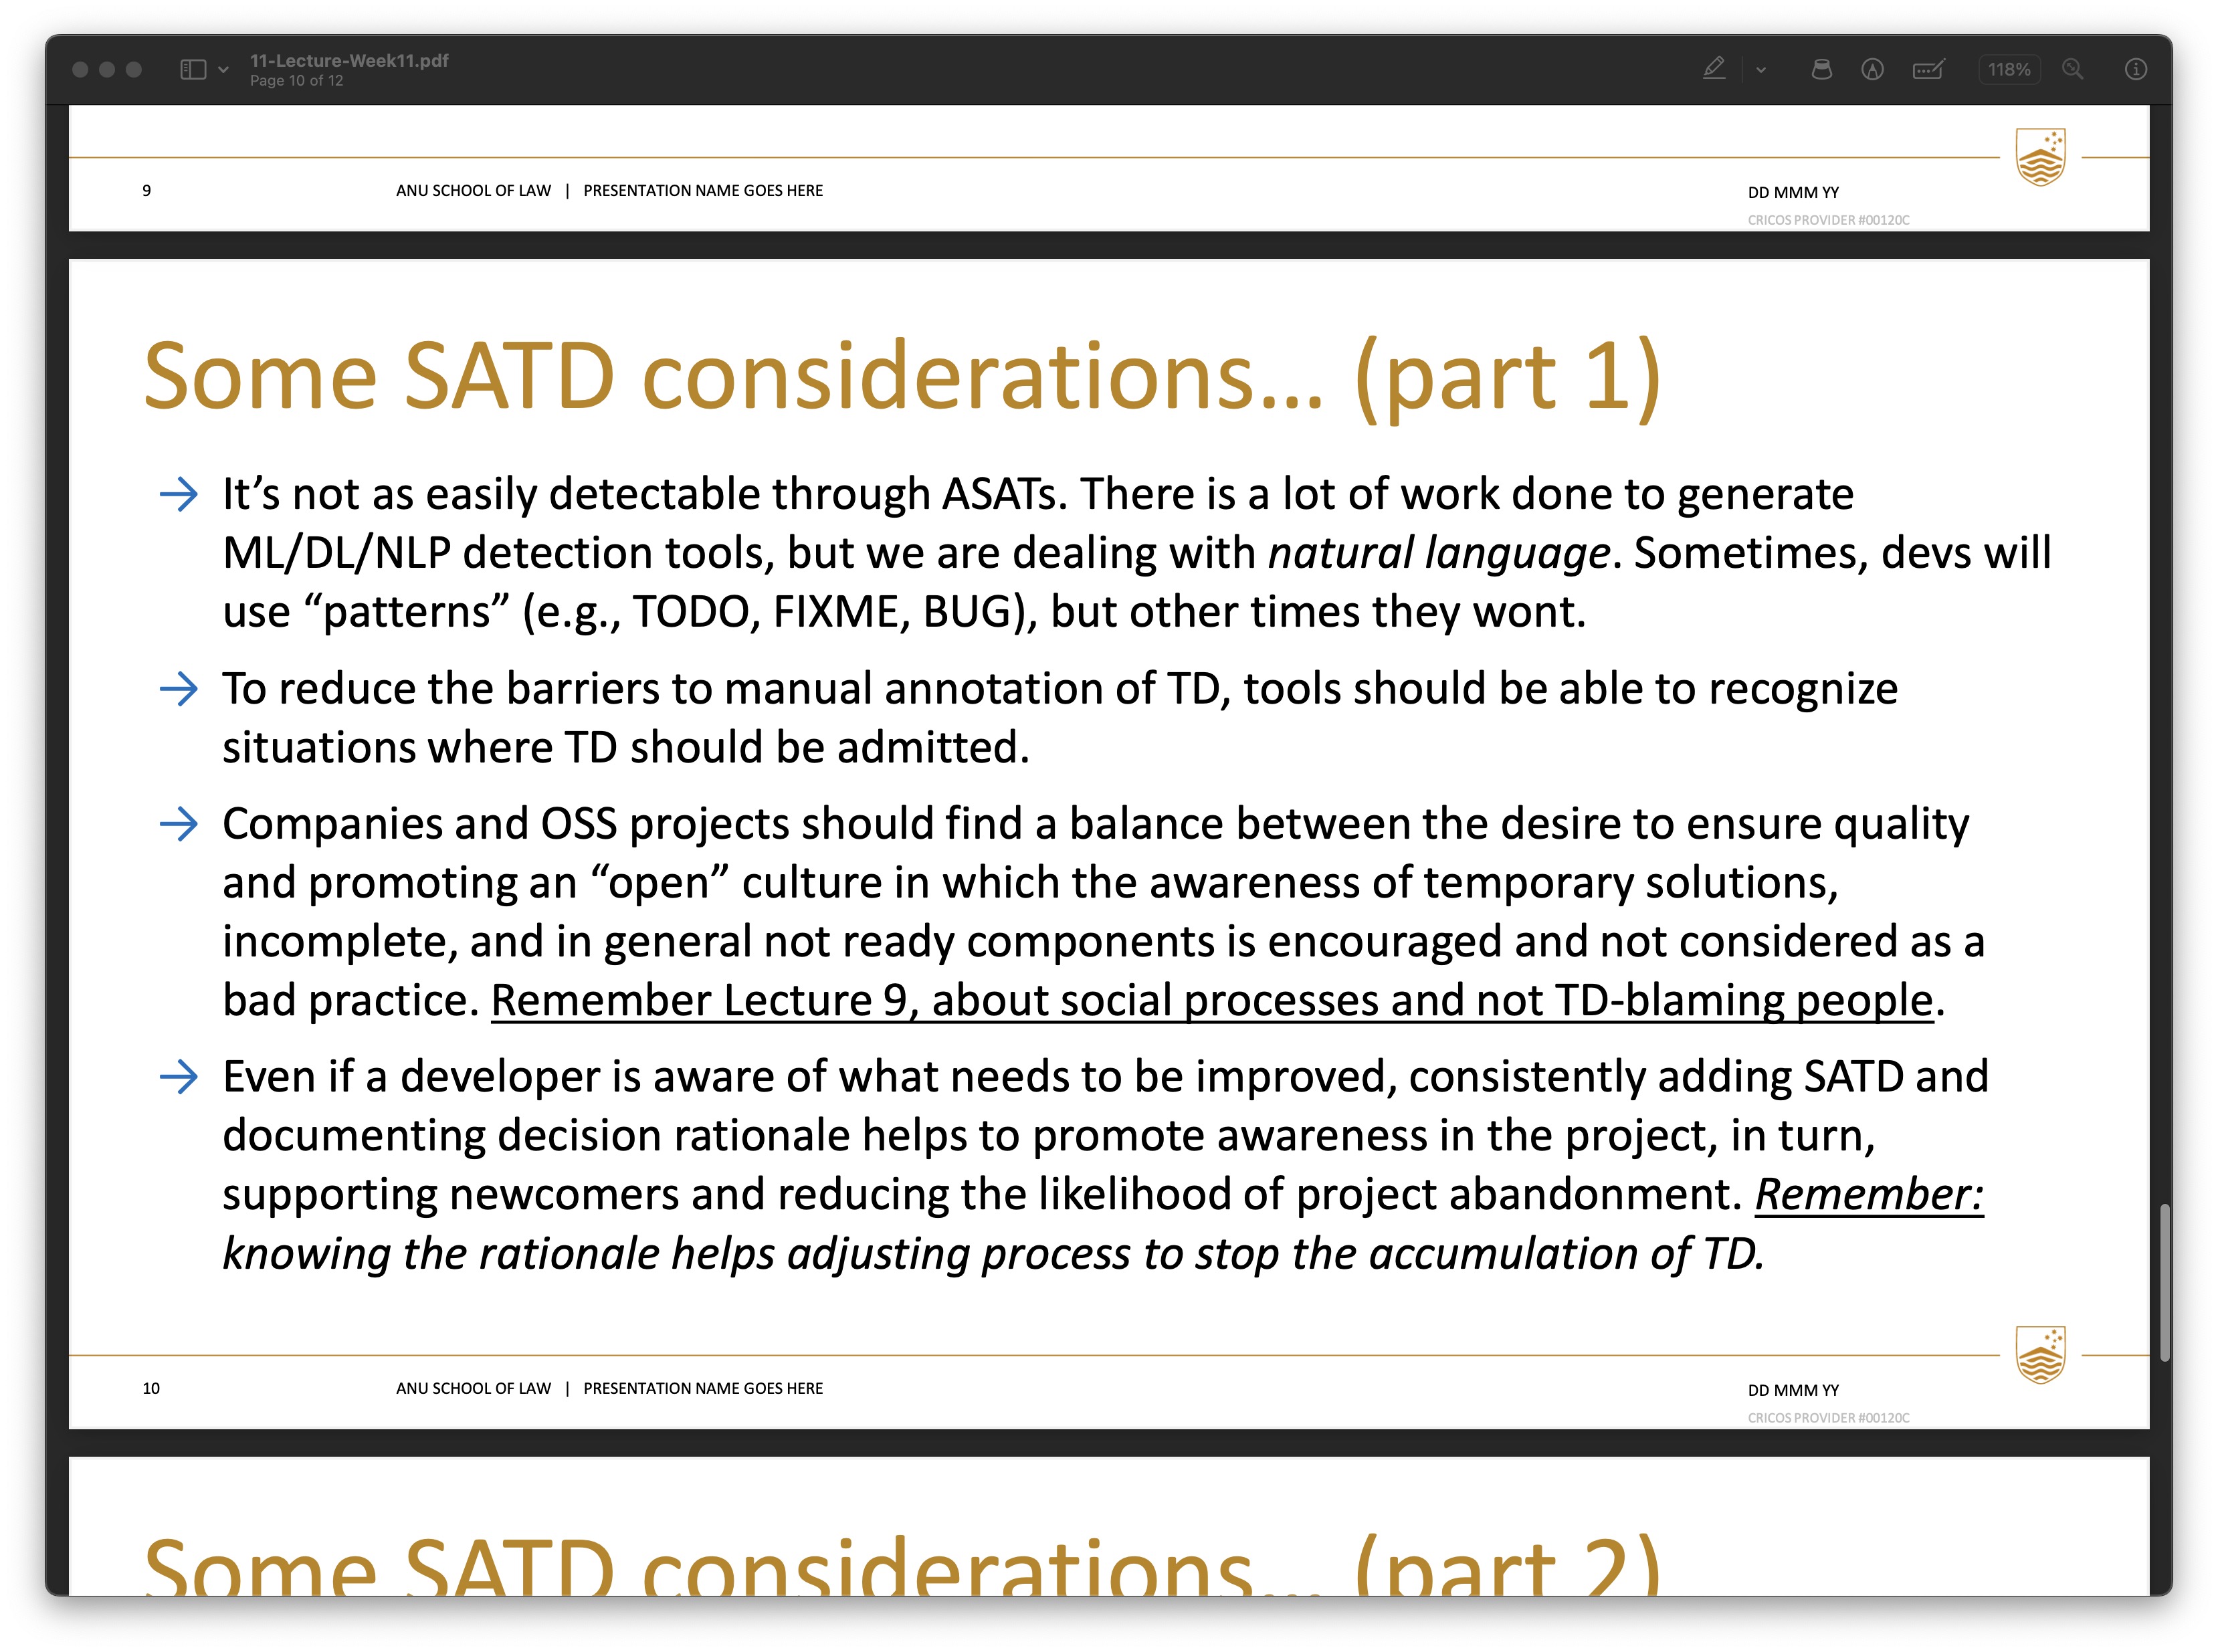 11-Lecture-Week11.pdf
Page 10 of 12
118%
9 ANU SCHOOL OF LAW | PRESENTATION NAME GOES HERE DD MMM YY
CRICOS PROVIDER #00120C
Some SATD considerations... (part 1)
→ It’s not as easily detectable through ASATs. There is a lot of work done to generate
ML/DL/NLP detection tools, but we are dealing with natural language. Sometimes, devs will
use “patterns” (e.g., TODO, FIXME, BUG), but other times they wont.
→ To reduce the barriers to manual annotation of TD, tools should be able to recognize
situations where TD should be admitted.
→ Companies and OSS projects should find a balance between the desire to ensure quality
and promoting an “open” culture in which the awareness of temporary solutions,
incomplete, and in general not ready components is encouraged and not considered as a
bad practice. Remember Lecture 9, about social processes and not TD-blaming people.
→ Even if a developer is aware of what needs to be improved, consistently adding SATD and
documenting decision rationale helps to promote awareness in the project, in turn,
supporting newcomers and reducing the likelihood of project abandonment. Remember:
knowing the rationale helps adjusting process to stop the accumulation of TD.
10 ANU SCHOOL OF LAW | PRESENTATION NAME GOES HERE DD MMM YY
CRICOS PROVIDER #00120C
Some SATD considerations... (part 2)